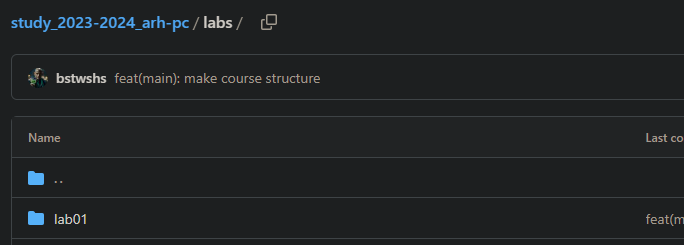 study_2023-2024_arh-pc / labs /
bstwshs feat(main): make course structure
Name Last co
..
lab01 feat(m